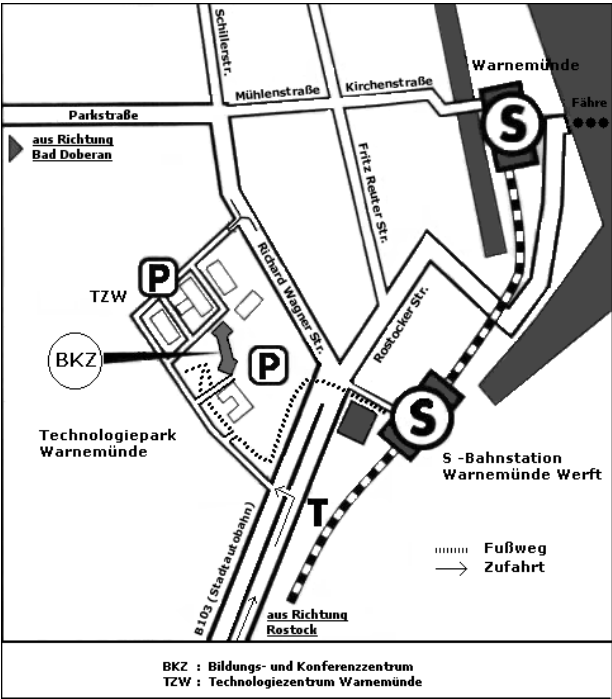 Schillerstr.
Warnemünde
Mühlenstraße
Kirchenstraße
Fähre
S
Parkstraße
aus Richtung
Bad Doberan
Fritz Reuter Str.
Richard Wagner Str.
P
TZW
Rostocker Str.
BKZ
P
S
Technologiepark
Warnemünde
S -Bahnstation
Warnemünde Werft
T
B103 (Stadtautobahn)
Fußweg
Zufahrt
aus Richtung
Rostock
BKZ : Bildungs- und Konferenzzentrum
TZW : Technologiezentrum Warnemünde